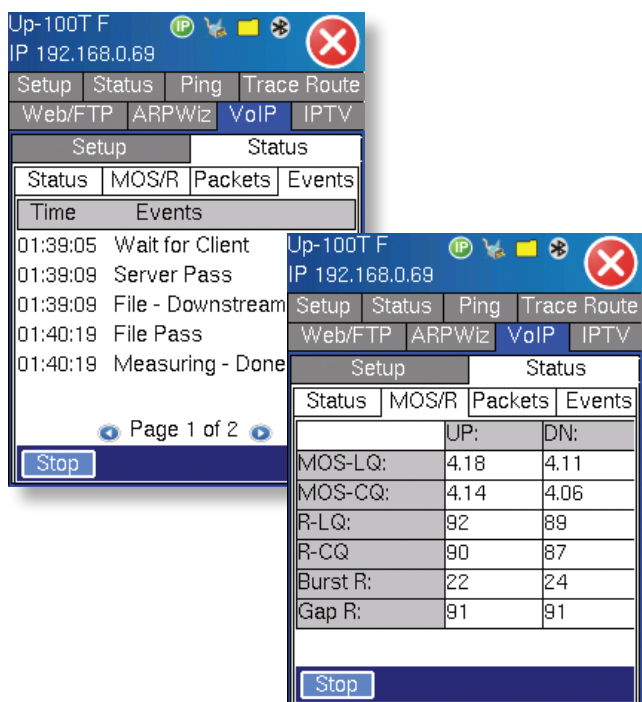 Up-100T F IP
IP 192.168.0.69
Setup Status Ping Trace Route
Web/FTP ARPWiz VoIP IPTV
Setup Status
Status MOS/R Packets Events
Time Events
01:39:05 Wait for Client
01:39:09 Server Pass
01:39:09 File - Downstream
01:40:19 File Pass
01:40:19 Measuring - Done
Page 1 of 2
Stop
Up-100T F IP
IP 192.168.0.69
Setup Status Ping Trace Route
Web/FTP ARPWiz VoIP IPTV
Setup Status
Status MOS/R Packets Events
UP: DN:
MOS-LQ: 4.18 4.11
MOS-CQ: 4.14 4.06
R-LQ: 92 89
R-CQ 90 87
Burst R: 22 24
Gap R: 91 91
Stop